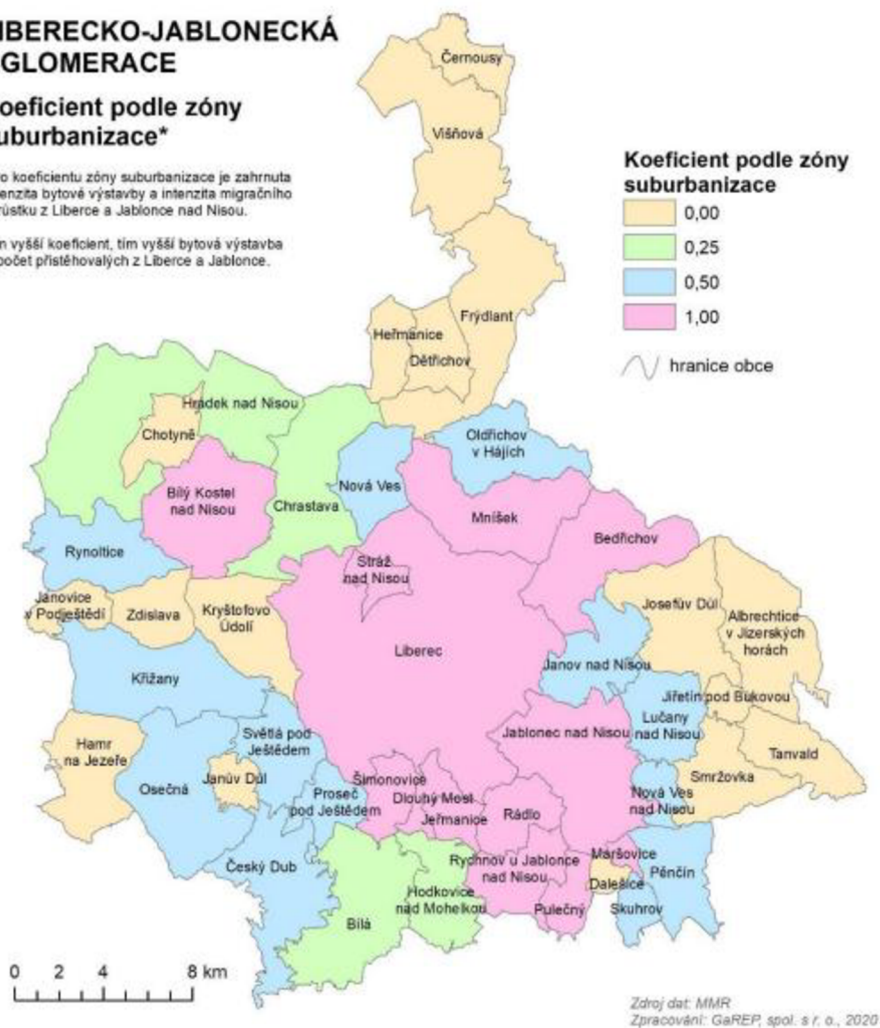 IBERECKO-JABLONECKÁ
GLOMERACE
oeficient podle zóny
uburbanizace*
o koeficientu zóny suburbanizace je zahrnuta
enzita bytové výstavby a intenzita migračního
růstku z Liberce a Jablonce nad Nisou.
n vyšší koeficient, tím vyšší bytová výstavba
počet přistěhovalých z Liberce a Jablonce.
Koeficient podle zóny
suburbanizace
0,00
0,25
0,50
1,00
hranice obce
Černousy
Višňová
Frýdlant
Heřmanice
Dětřichov
Hrádek nad Nisou
Chotyně
Oldřichov
v Hájích
Bílý Kostel
nad Nisou
Nová Ves
Chrastava
Mníšek
Bedřichov
Rynoltice
Stráž
nad Nisou
Janovice
v Podještědí
Zdislava
Kryštofovo
Údolí
Josefův Důl
Albrechtice
v Jizerských
horách
Liberec
Janov nad Nisou
Křižany
Jiřetín pod Bukovou
Lučany
nad Nisou
Jablonec nad Nisou
Světlá pod
Ještědem
Hamr
na Jezeře
Tanvald
Osečná
Janův Důl
Šimonovice
Smržovka
Proseč
pod Ještědem
Dlouhý Most
Nová Ves
nad Nisou
Jeřmanice
Rádlo
Rychnov u Jablonce
nad Nisou
Maršovice
Český Dub
Pěnčín
Dalešice
Hodkovice
nad Mohelkou
Pulečný
Skuhrov
Bílá
0 2 4 8 km
Zdroj dat: MMR
Zpracování: GaREP, spol. s r. o., 2020